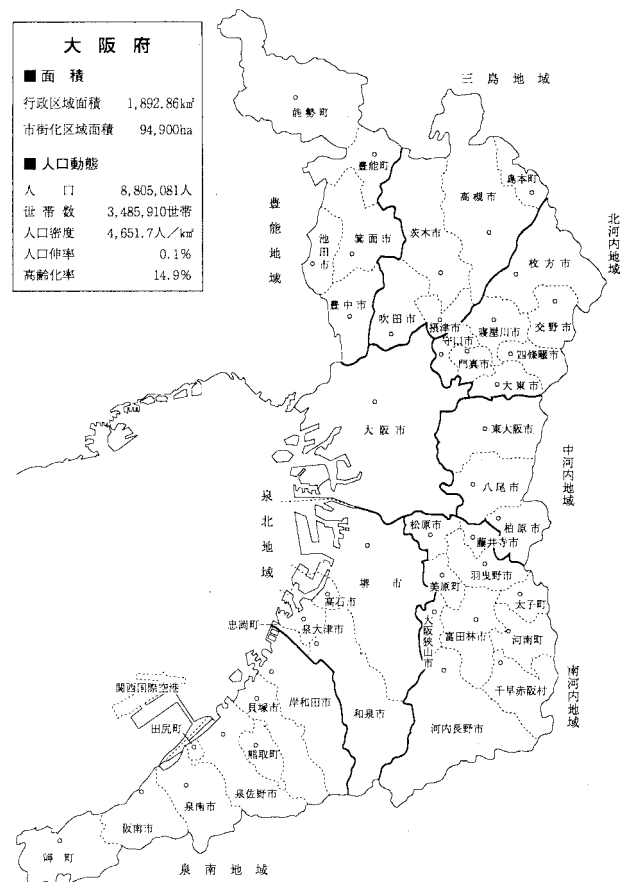 大阪府
■面積
行政区域面積 1,892.86㎢
市街化区域面積 94,900ha
■人口動態
人口 8,805,081人
世帯数 3,485,910世帯
人口密度 4,651.7人／㎢
人口伸率 0.1%
高齢化率 14.9%
三島地域
能勢町
豊能町
島本町
高槻市
豊能地域
池田市
箕面市
茨木市
北河内地域
枚方市
豊中市
吹田市
摂津市
寝屋川市
交野市
守口市
門真市
四條畷市
大東市
大阪市
東大阪市
中河内地域
八尾市
泉北地域
松原市
柏原市
藤井寺市
堺市
美原町
羽曳野市
高石市
太子町
忠岡町
泉大津市
大阪狭山市
富田林市
河南町
関西国際空港
千早赤阪村
南河内地域
貝塚市
岸和田市
和泉市
田尻町
河内長野市
熊取町
泉佐野市
泉南市
阪南市
岬町
泉南地域